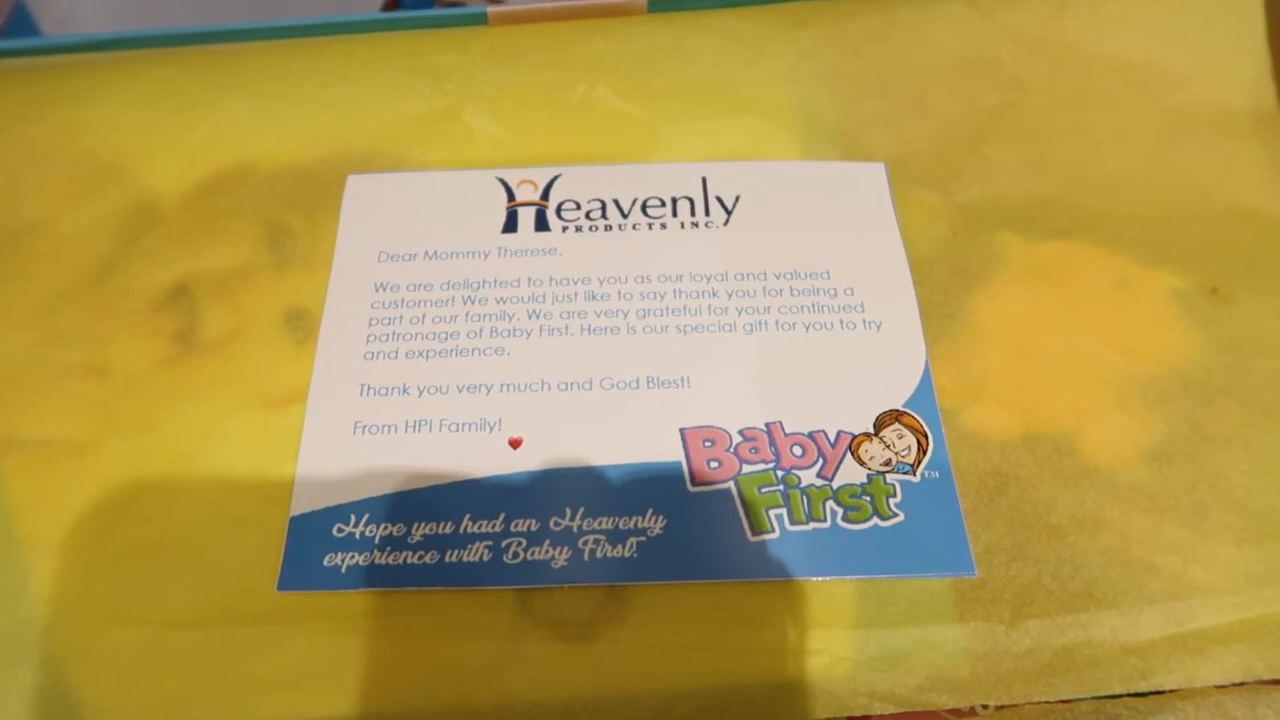 Heavenly
PRODUCTS INC.
Dear Mommy Therese,
We are delighted to have you as our loyal and valued
customer! We would just like to say thank you for being a
part of our family. We are very grateful for your continued
patronage of Baby First. Here is our special gift for you to try
and experience.
Thank you very much and God Blest!
From HPI Family!
Baby
First
TM
Hope you had an Heavenly
experience with Baby First!